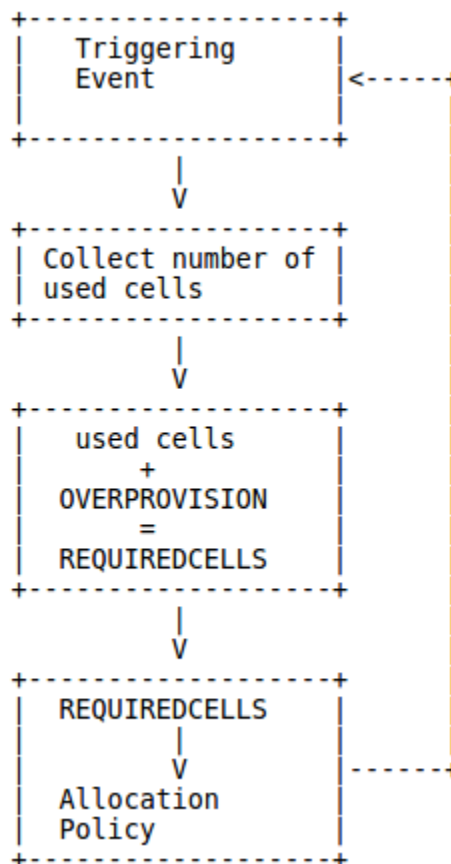 Triggering
Event
Collect number of
used cells
used cells
+
OVERPROVISION
=
REQUIREDCELLS
REQUIREDCELLS
Allocation
Policy